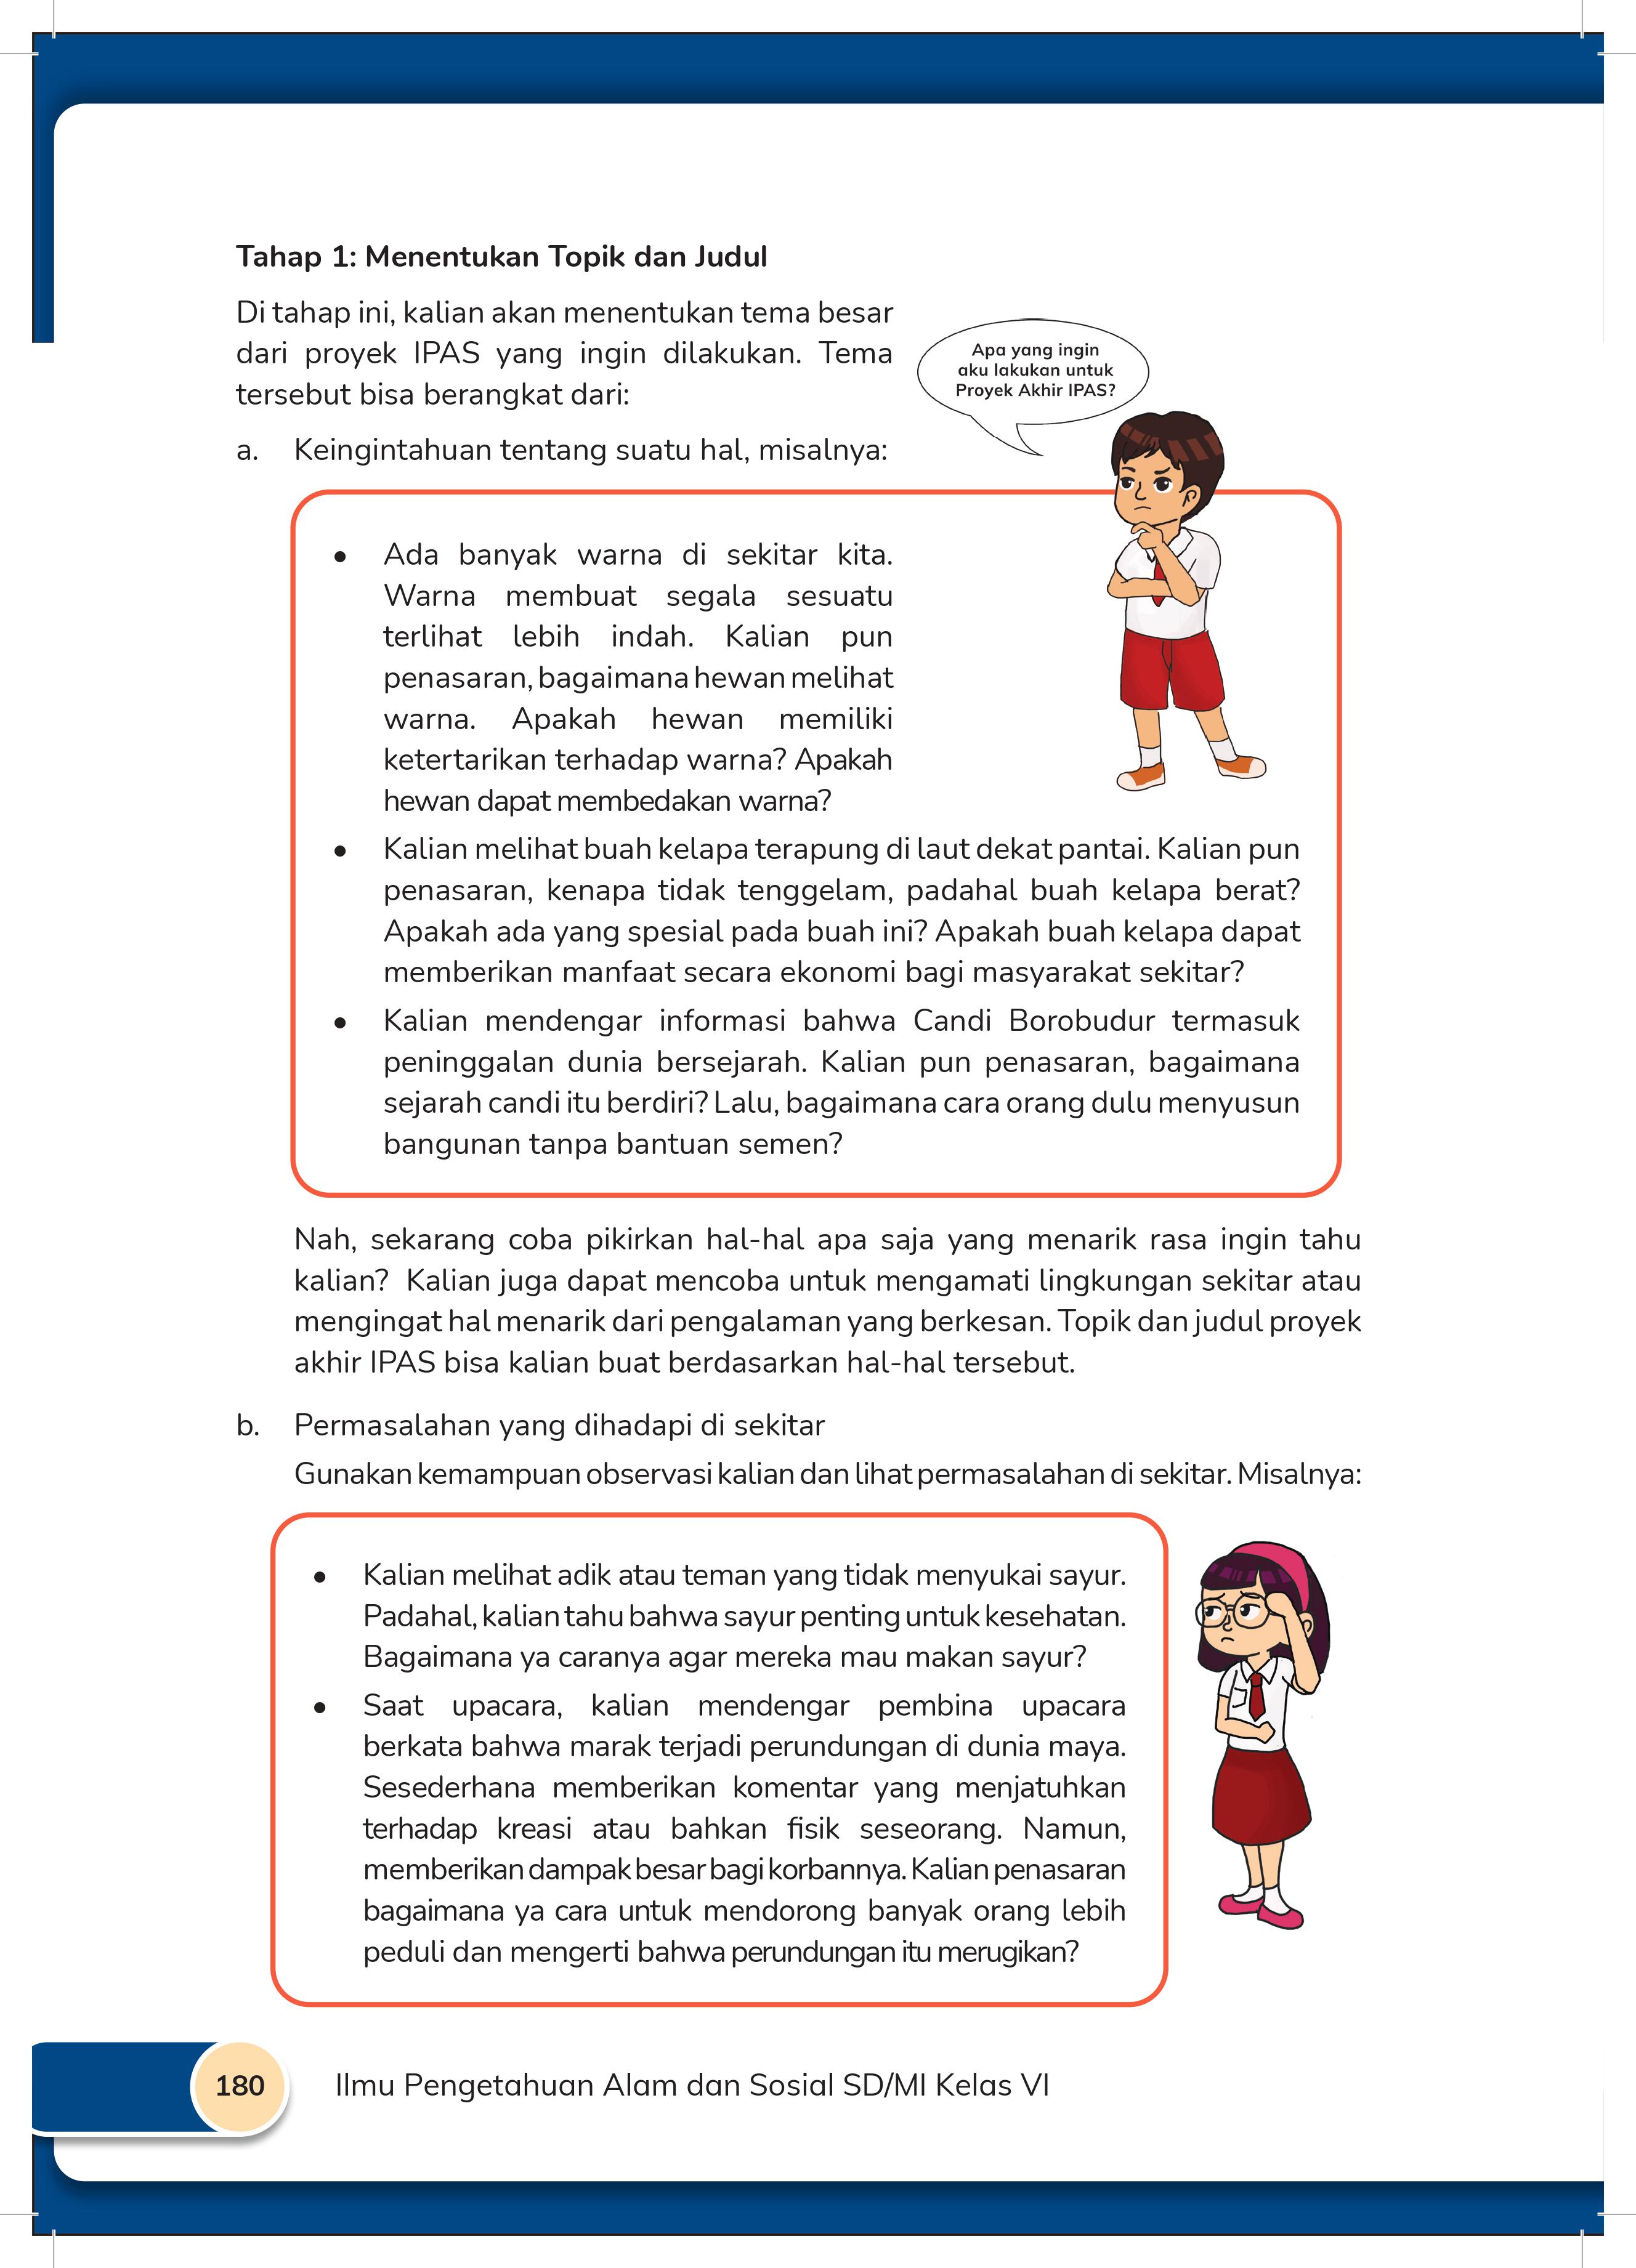 Tahap 1: Menentukan Topik dan Judul
Di tahap ini, kalian akan menentukan tema besar
dari proyek IPAS yang ingin dilakukan. Tema
tersebut bisa berangkat dari:
Apa yang ingin
aku lakukan untuk
Proyek Akhir IPAS?
a. Keingintahuan tentang suatu hal, misalnya:
• Ada banyak warna di sekitar kita.
Warna membuat segala sesuatu
terlihat lebih indah. Kalian pun
penasaran, bagaimana hewan melihat
warna. Apakah hewan memiliki
ketertarikan terhadap warna? Apakah
hewan dapat membedakan warna?
• Kalian melihat buah kelapa terapung di laut dekat pantai. Kalian pun
penasaran, kenapa tidak tenggelam, padahal buah kelapa berat?
Apakah ada yang spesial pada buah ini? Apakah buah kelapa dapat
memberikan manfaat secara ekonomi bagi masyarakat sekitar?
• Kalian mendengar informasi bahwa Candi Borobudur termasuk
peninggalan dunia bersejarah. Kalian pun penasaran, bagaimana
sejarah candi itu berdiri? Lalu, bagaimana cara orang dulu menyusun
bangunan tanpa bantuan semen?
Nah, sekarang coba pikirkan hal-hal apa saja yang menarik rasa ingin tahu
kalian? Kalian juga dapat mencoba untuk mengamati lingkungan sekitar atau
mengingat hal menarik dari pengalaman yang berkesan. Topik dan judul proyek
akhir IPAS bisa kalian buat berdasarkan hal-hal tersebut.
b. Permasalahan yang dihadapi di sekitar
Gunakan kemampuan observasi kalian dan lihat permasalahan di sekitar. Misalnya:
• Kalian melihat adik atau teman yang tidak menyukai sayur.
Padahal, kalian tahu bahwa sayur penting untuk kesehatan.
Bagaimana ya caranya agar mereka mau makan sayur?
• Saat upacara, kalian mendengar pembina upacara
berkata bahwa marak terjadi perundungan di dunia maya.
Sesederhana memberikan komentar yang menjatuhkan
terhadap kreasi atau bahkan fisik seseorang. Namun,
memberikan dampak besar bagi korbannya. Kalian penasaran
bagaimana ya cara untuk mendorong banyak orang lebih
peduli dan mengerti bahwa perundungan itu merugikan?
180
Ilmu Pengetahuan Alam dan Sosial SD/MI Kelas VI